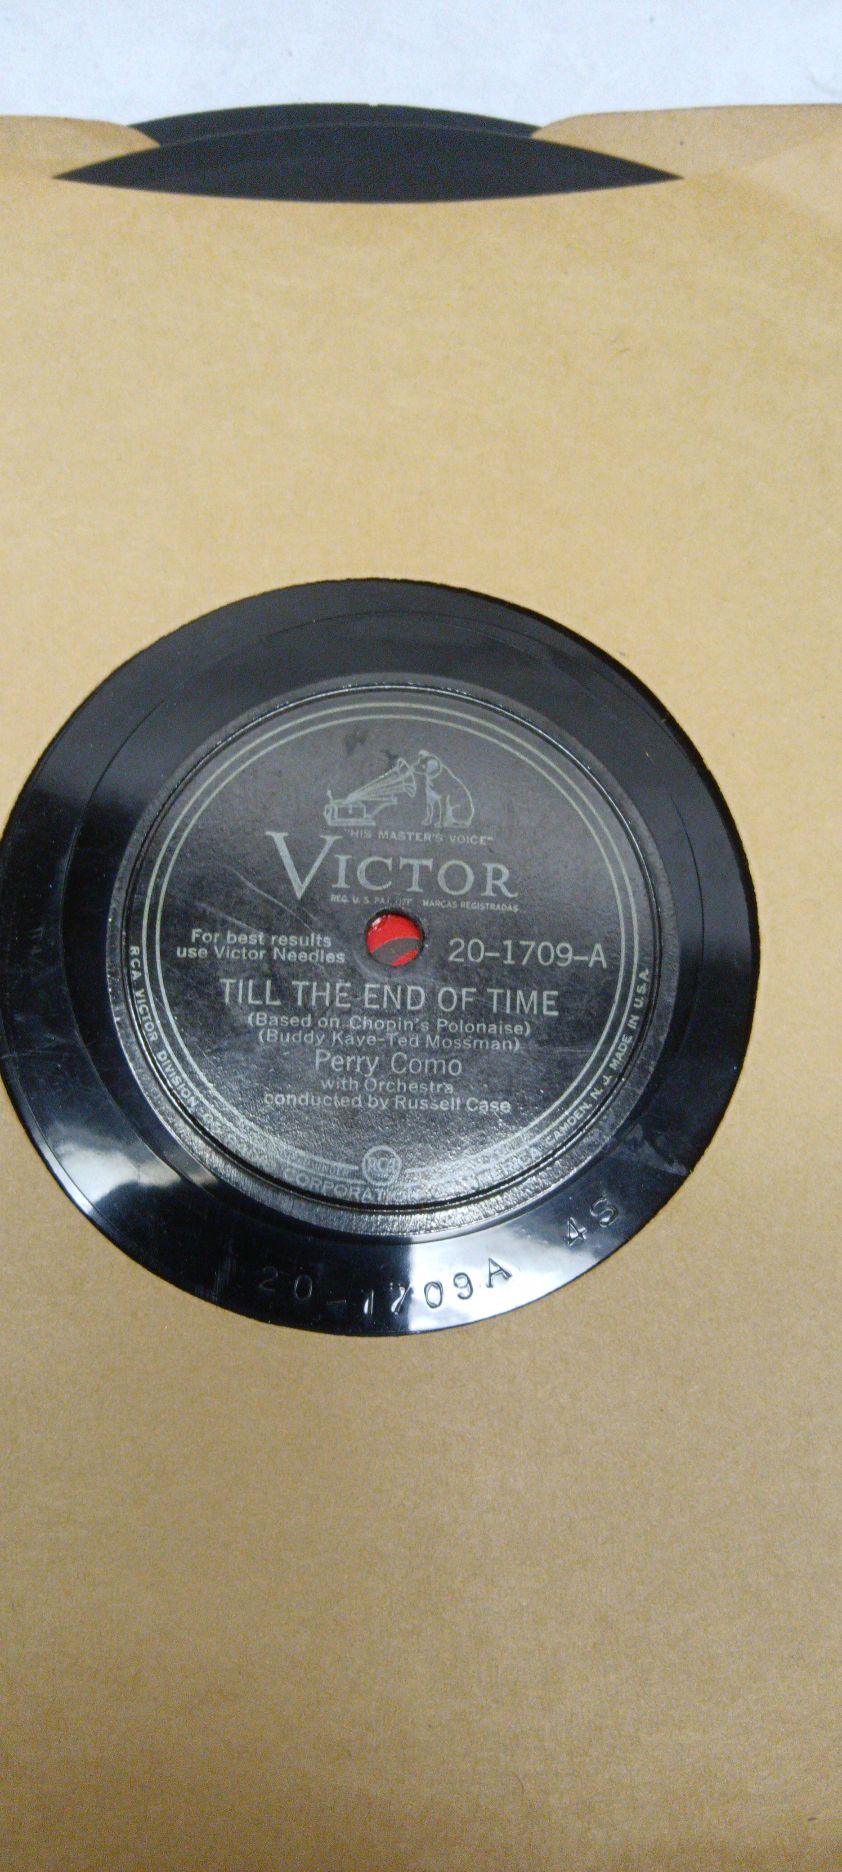 "HIS MASTER'S VOICE"
VICTOR
REG. U. S. PAT. OFF. MARCAS REGISTRADAS
For best results
use Victor Needles
20-1709-A
TILL THE END OF TIME
(Based on Chopin's Polonaise)
(Buddy Kaye-Ted Mossman)
Perry Como
with Orchestra
conducted by Russell Case
RCA
RCA VICTOR DIVISION
CAMDEN, N. J. MADE IN U.S.A.
20-1709A 4S